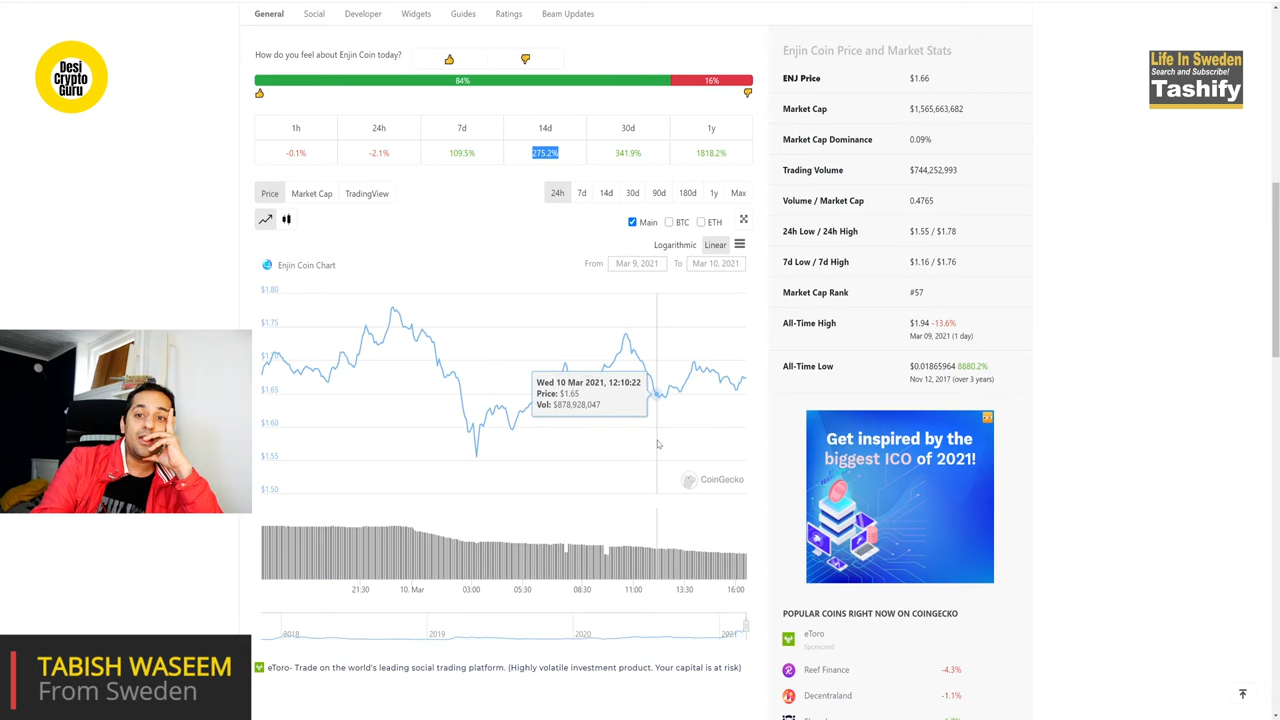 General Social Developer Widgets Guides Ratings Beam Updates
Desi
Crypto
Guru
How do you feel about Enjin Coin today?
84% 16%
1h 24h 7d 14d 30d 1y
-0.1% -2.1% 109.5% 275.2% 341.9% 1818.2%
Price Market Cap TradingView
24h 7d 14d 30d 90d 180d 1y Max
Main BTC ETH
Logarithmic Linear
Enjin Coin Chart
From Mar 9, 2021 To Mar 10, 2021
$1.80
$1.75
$1.65
$1.60
$1.55
$1.50
Wed 10 Mar 2021, 12:10:22
Price: $1.65
Vol: $878,928,047
CoinGecko
21:30 10. Mar 03:00 05:30 08:30 11:00 13:30 16:00
2018 2019 2020 2021
eToro- Trade on the world's leading social trading platform. (Highly volatile investment product. Your capital is at risk)
Enjin Coin Price and Market Stats
ENJ Price $1.66
Market Cap $1,565,663,682
Market Cap Dominance 0.09%
Trading Volume $744,252,993
Volume / Market Cap 0.4765
24h Low / 24h High $1.55 / $1.78
7d Low / 7d High $1.16 / $1.76
Market Cap Rank #57
All-Time High $1.94 -13.6%
Mar 09, 2021 (1 day)
All-Time Low $0.01865964 8880.2%
Nov 12, 2017 (over 3 years)
Get inspired by the
biggest ICO of 2021!
POPULAR COINS RIGHT NOW ON COINGECKO
eToro
Sponsored
Reef Finance -4.3%
Decentraland -1.1%
Life In Sweden
Search and Subscribe!
Tashify
TABISH WASEEM
From Sweden